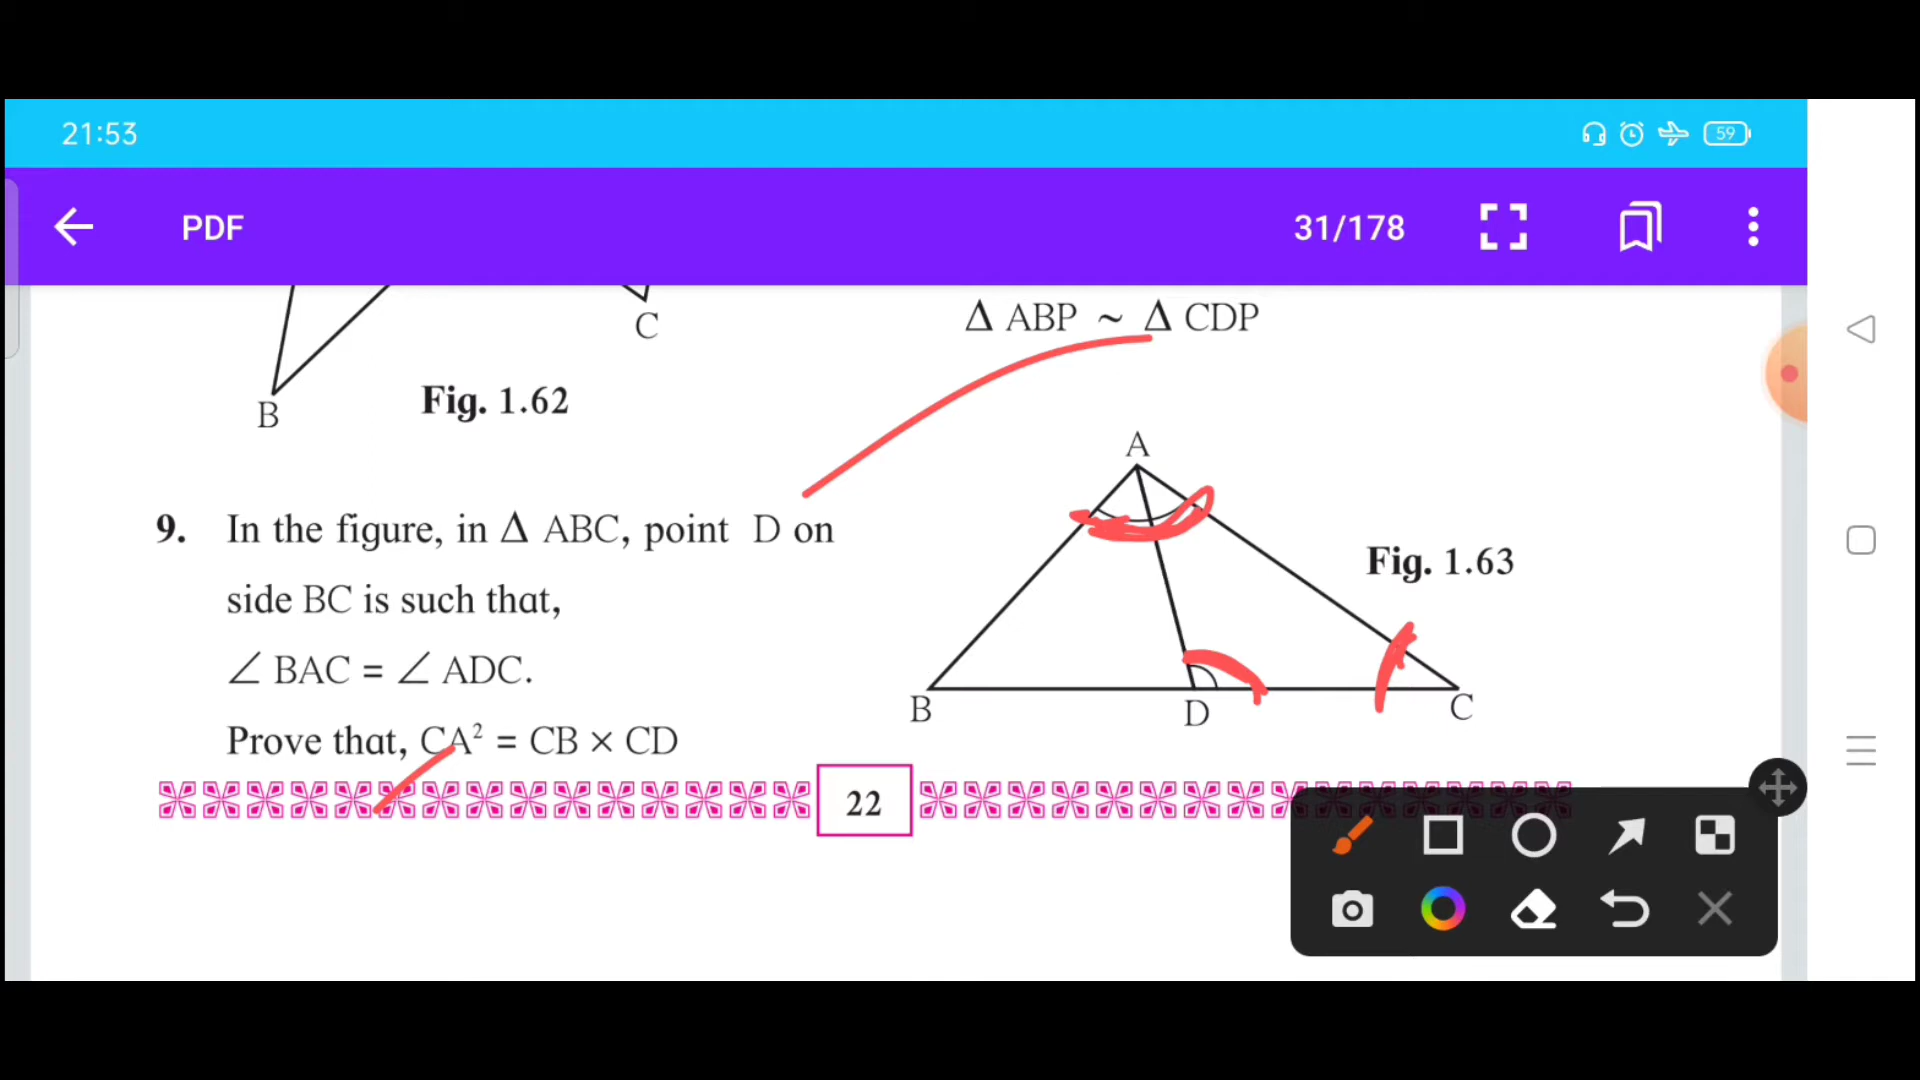 21:53
59
PDF
31/178
C
B
Fig. 1.62
Δ ABP ~ Δ CDP
9. In the figure, in Δ ABC, point D on
side BC is such that,
∠ BAC = ∠ ADC.
Prove that, CA² = CB × CD
A
B
D
C
Fig. 1.63
22